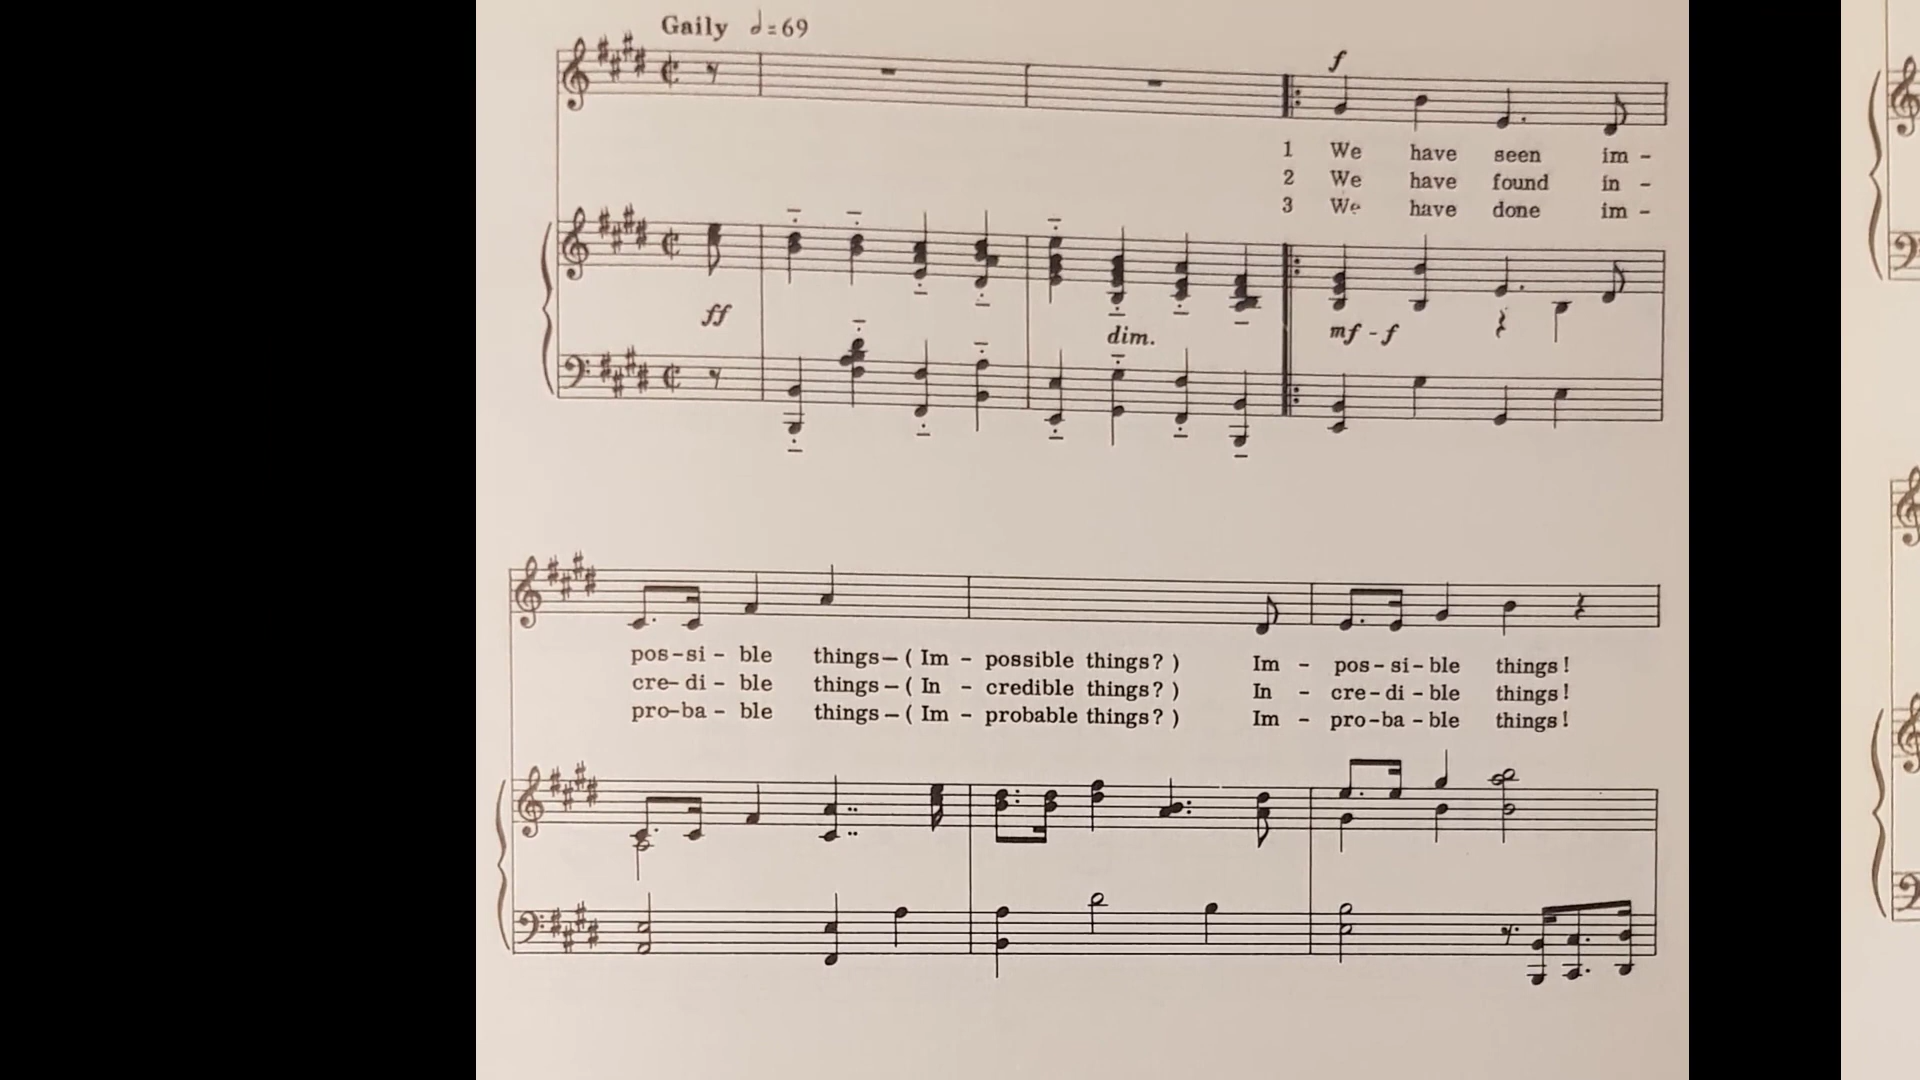 Gaily 𝅗𝅥 = 69
f
1 We have seen im -
2 We have found in -
3 We have done im -
ff
dim.
mf - f
pos - si - ble things — ( Im - possible things? ) Im - pos - si - ble things!
cre - di - ble things — ( In - credible things? ) In - cre - di - ble things!
pro - ba - ble things — ( Im - probable things? ) Im - pro - ba - ble things!